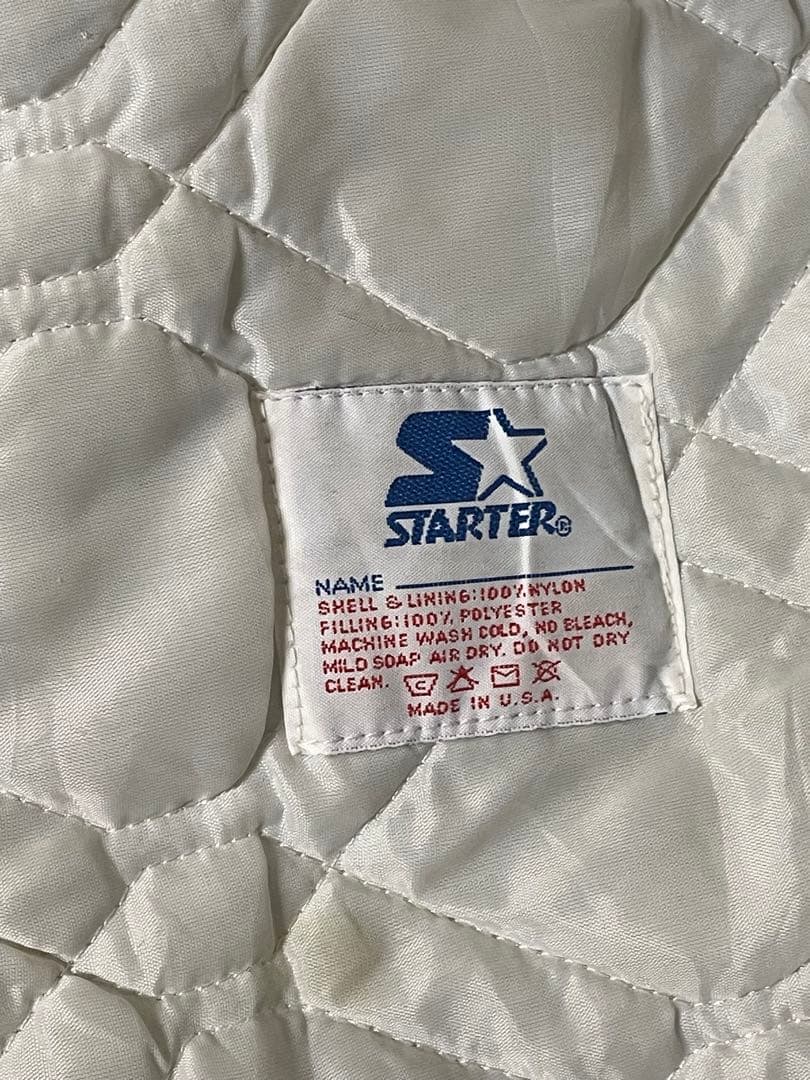 STARTER®
NAME
SHELL & LINING:100%NYLON
FILLING:100% POLYESTER
MACHINE WASH COLD, NO BLEACH,
MILD SOAP AIR DRY. DO NOT DRY
CLEAN. C
MADE IN U.S.A.